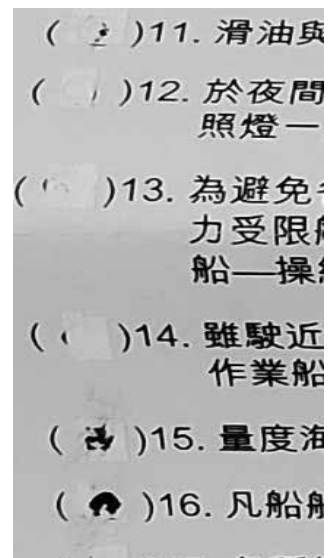 ( )11. 滑油與
( )12. 於夜間
照燈一
( )13. 為避免
力受限
船—操
( )14. 雖駛近
作業船
( )15. 量度海
( )16. 凡船舶